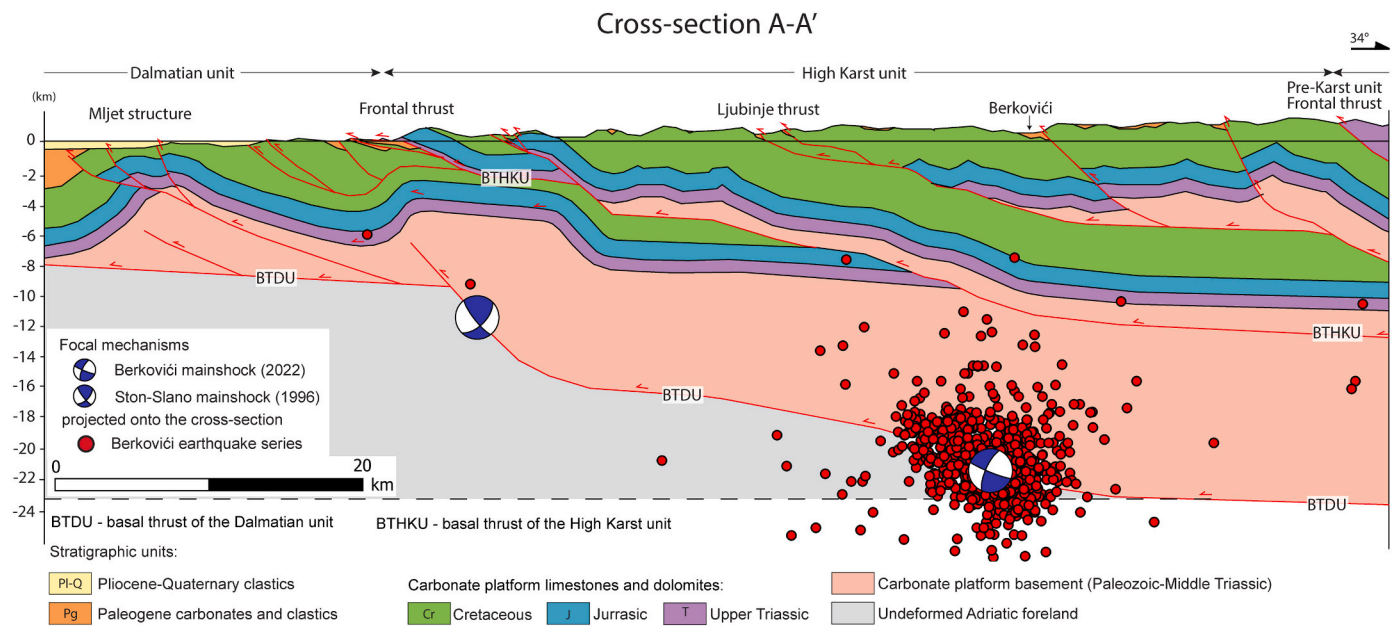 Cross-section A-A’
34°
Dalmatian unit
High Karst unit
(km)
Mljet structure
Frontal thrust
Ljubinje thrust
Berkovići
Pre-Karst unit
Frontal thrust
0
-2
-4
-6
-8
-10
-12
-14
-16
-18
-20
-22
-24
BTHKU
BTDU
BTHKU
BTDU
BTDU
Focal mechanisms
Berkovići mainshock (2022)
Ston-Slano mainshock (1996)
projected onto the cross-section
Berkovići earthquake series
0 20
km
BTDU - basal thrust of the Dalmatian unit
BTHKU - basal thrust of the High Karst unit
Stratigraphic units:
Pl-Q Pliocene-Quaternary clastics
Pg Paleogene carbonates and clastics
Carbonate platform limestones and dolomites:
Cr Cretaceous
J Jurrasic
T Upper Triassic
Carbonate platform basement (Paleozoic-Middle Triassic)
Undeformed Adriatic foreland